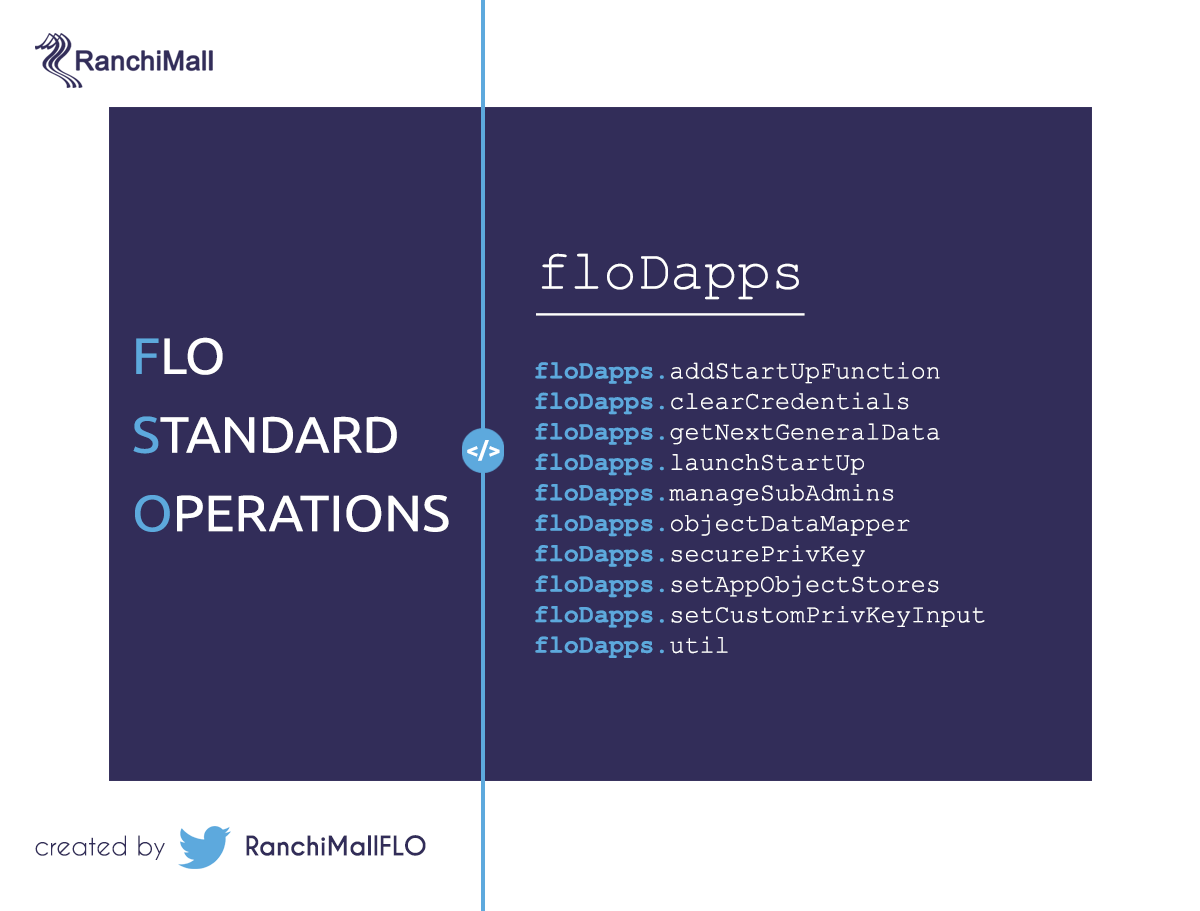 RanchiMall
FLO
STANDARD
OPERATIONS
</>
floDapps
floDapps.addStartUpFunction
floDapps.clearCredentials
floDapps.getNextGeneralData
floDapps.launchStartUp
floDapps.manageSubAdmins
floDapps.objectDataMapper
floDapps.securePrivKey
floDapps.setAppObjectStores
floDapps.setCustomPrivKeyInput
floDapps.util
created by RanchiMallFLO